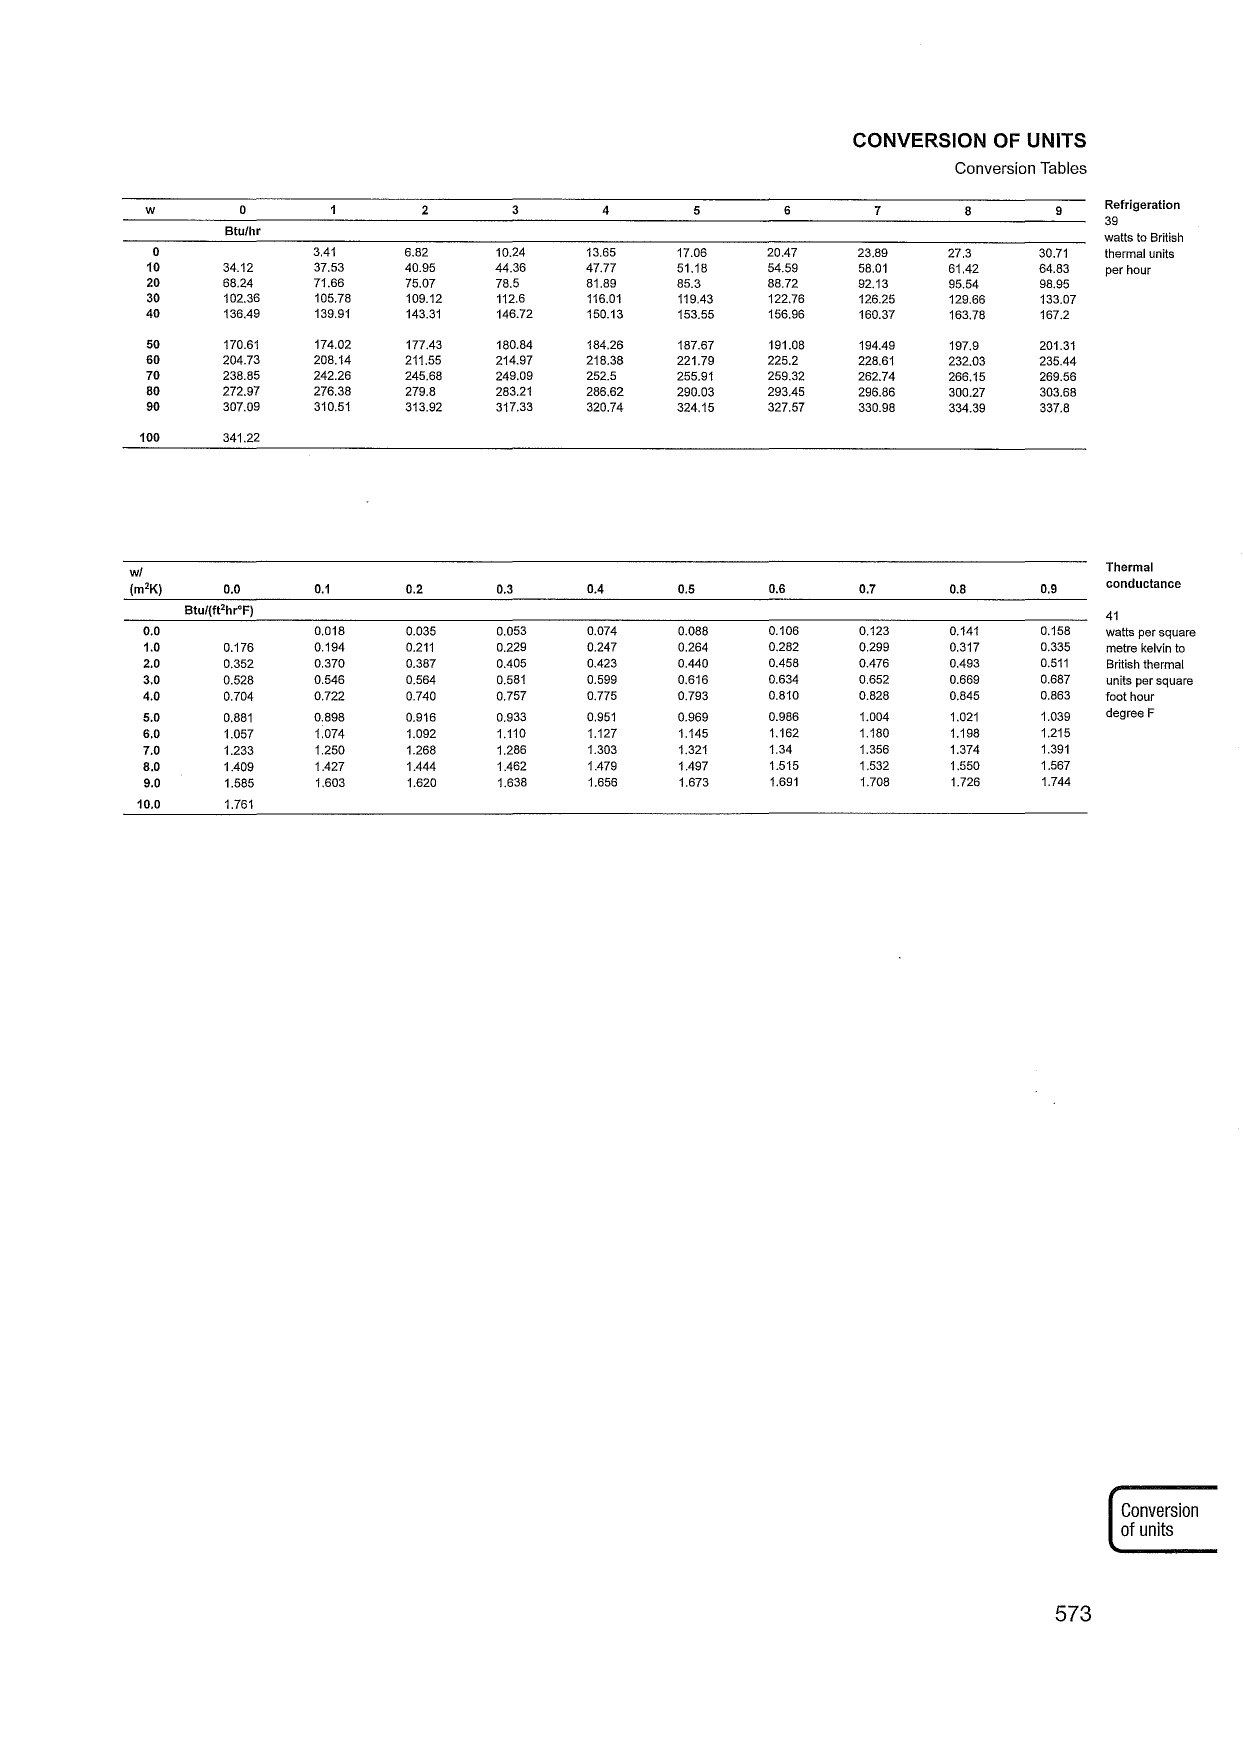 CONVERSION OF UNITS
Conversion Tables
w 0 1 2 3 4 5 6 7 8 9
Btu/hr
0 3.41 6.82 10.24 13.65 17.06 20.47 23.89 27.3 30.71
10 34.12 37.53 40.95 44.36 47.77 51.18 54.59 58.01 61.42 64.83
20 68.24 71.66 75.07 78.5 81.89 85.3 88.72 92.13 95.54 98.95
30 102.36 105.78 109.12 112.6 116.01 119.43 122.76 126.25 129.66 133.07
40 136.49 139.91 143.31 146.72 150.13 153.55 156.96 160.37 163.78 167.2
50 170.61 174.02 177.43 180.84 184.26 187.67 191.08 194.49 197.9 201.31
60 204.73 208.14 211.55 214.97 218.38 221.79 225.2 228.61 232.03 235.44
70 238.85 242.26 245.68 249.09 252.5 255.91 259.32 262.74 266.15 269.56
80 272.97 276.38 279.8 283.21 286.62 290.03 293.45 296.86 300.27 303.68
90 307.09 310.51 313.92 317.33 320.74 324.15 327.57 330.98 334.39 337.8
100 341.22
Refrigeration
39
watts to British
thermal units
per hour
w/
(m²K) 0.0 0.1 0.2 0.3 0.4 0.5 0.6 0.7 0.8 0.9
Btu/(ft²hr°F)
0.0 0.018 0.035 0.053 0.074 0.088 0.106 0.123 0.141 0.158
1.0 0.176 0.194 0.211 0.229 0.247 0.264 0.282 0.299 0.317 0.335
2.0 0.352 0.370 0.387 0.405 0.423 0.440 0.458 0.476 0.493 0.511
3.0 0.528 0.546 0.564 0.581 0.599 0.616 0.634 0.652 0.669 0.687
4.0 0.704 0.722 0.740 0.757 0.775 0.793 0.810 0.828 0.845 0.863
5.0 0.881 0.898 0.916 0.933 0.951 0.969 0.986 1.004 1.021 1.039
6.0 1.057 1.074 1.092 1.110 1.127 1.145 1.162 1.180 1.198 1.215
7.0 1.233 1.250 1.268 1.286 1.303 1.321 1.34 1.356 1.374 1.391
8.0 1.409 1.427 1.444 1.462 1.479 1.497 1.515 1.532 1.550 1.567
9.0 1.585 1.603 1.620 1.638 1.656 1.673 1.691 1.708 1.726 1.744
10.0 1.761
Thermal
conductance
41
watts per square
metre kelvin to
British thermal
units per square
foot hour
degree F
Conversion
of units
573